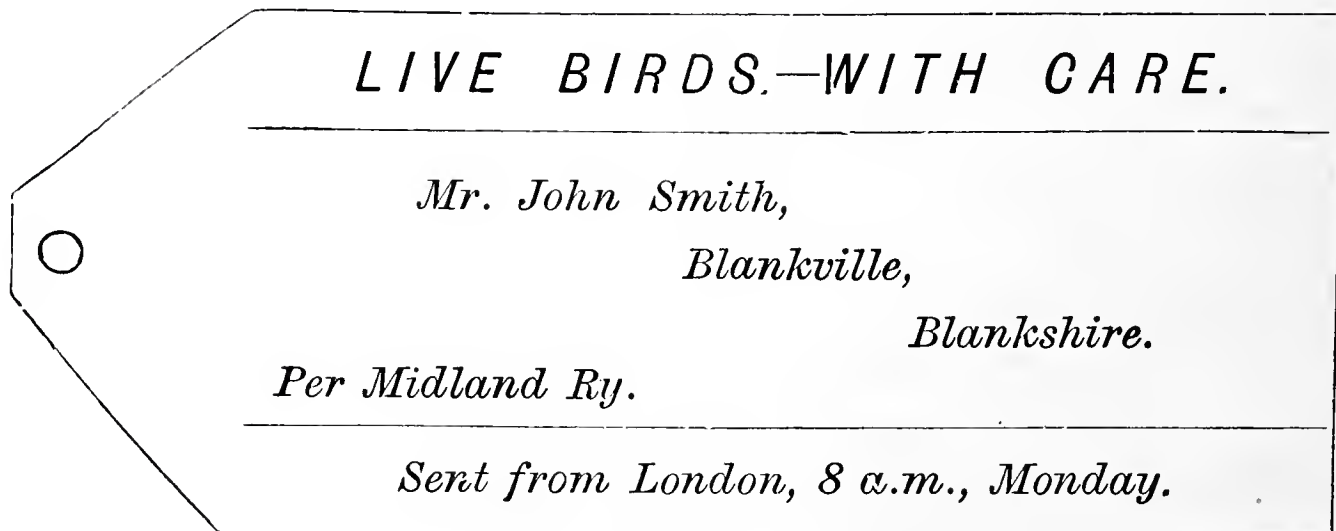 LIVE BIRDS.—WITH CARE.
Mr. John Smith,
Blankville,
Blankshire.
Per Midland Ry.
Sent from London, 8 a.m., Monday.